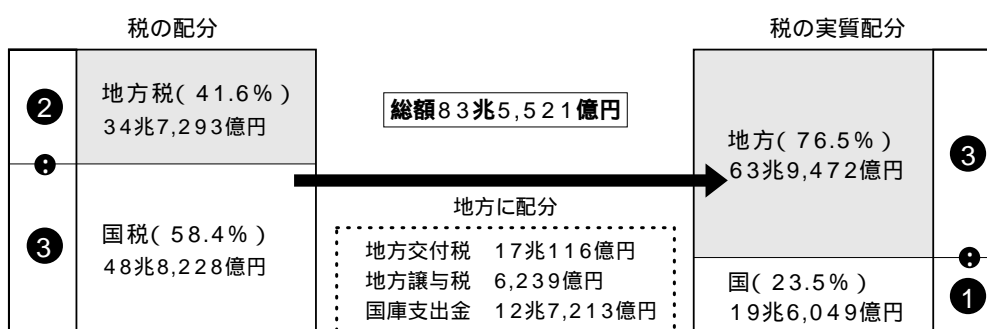 税の配分
税の実質配分
❷
地方税( 41.6% )
34兆7,293億円
:
❸
国税( 58.4% )
48兆8,228億円
総額83兆5,521億円
地方に配分
地方交付税 17兆116億円
地方譲与税 6,239億円
国庫支出金 12兆7,213億円
地方( 76.5% )
63兆9,472億円
❸
:
国( 23.5% )
19兆6,049億円
❶